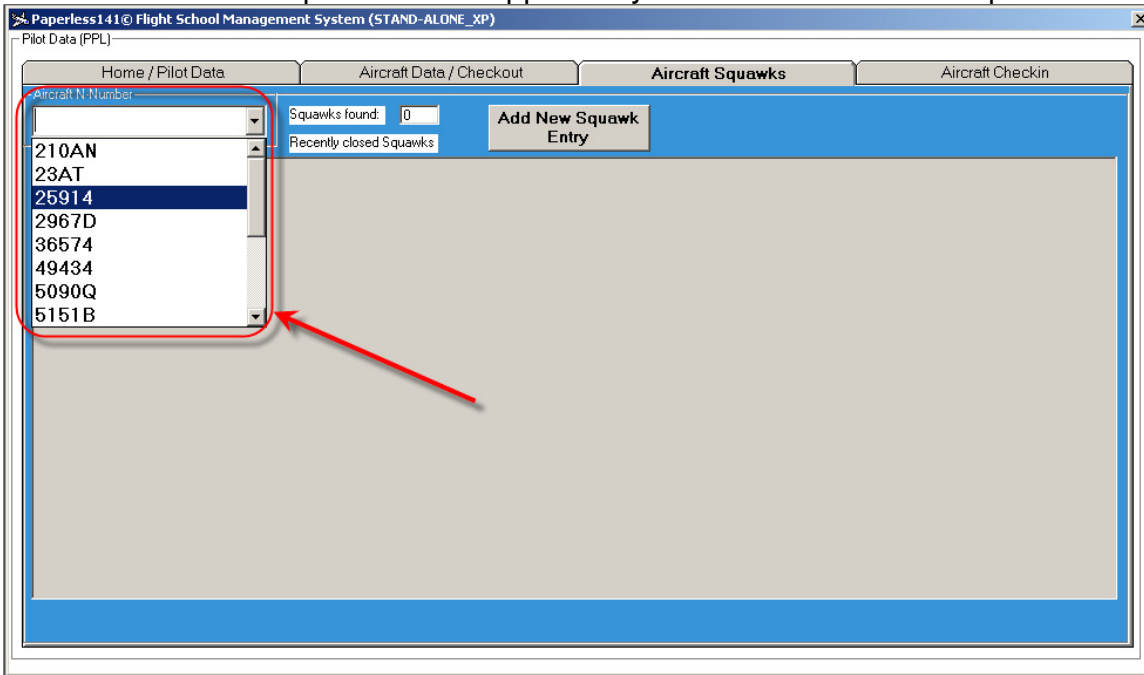 Paperless141© Flight School Management System (STAND-ALONE_XP)
Pilot Data (PPL)
Home / Pilot Data
Aircraft Data / Checkout
Aircraft Squawks
Aircraft Checkin
Aircraft N-Number
Squawks found: 0
Recently closed Squawks
Add New Squawk
Entry
210AN
23AT
25914
2967D
36574
49434
5090Q
5151B